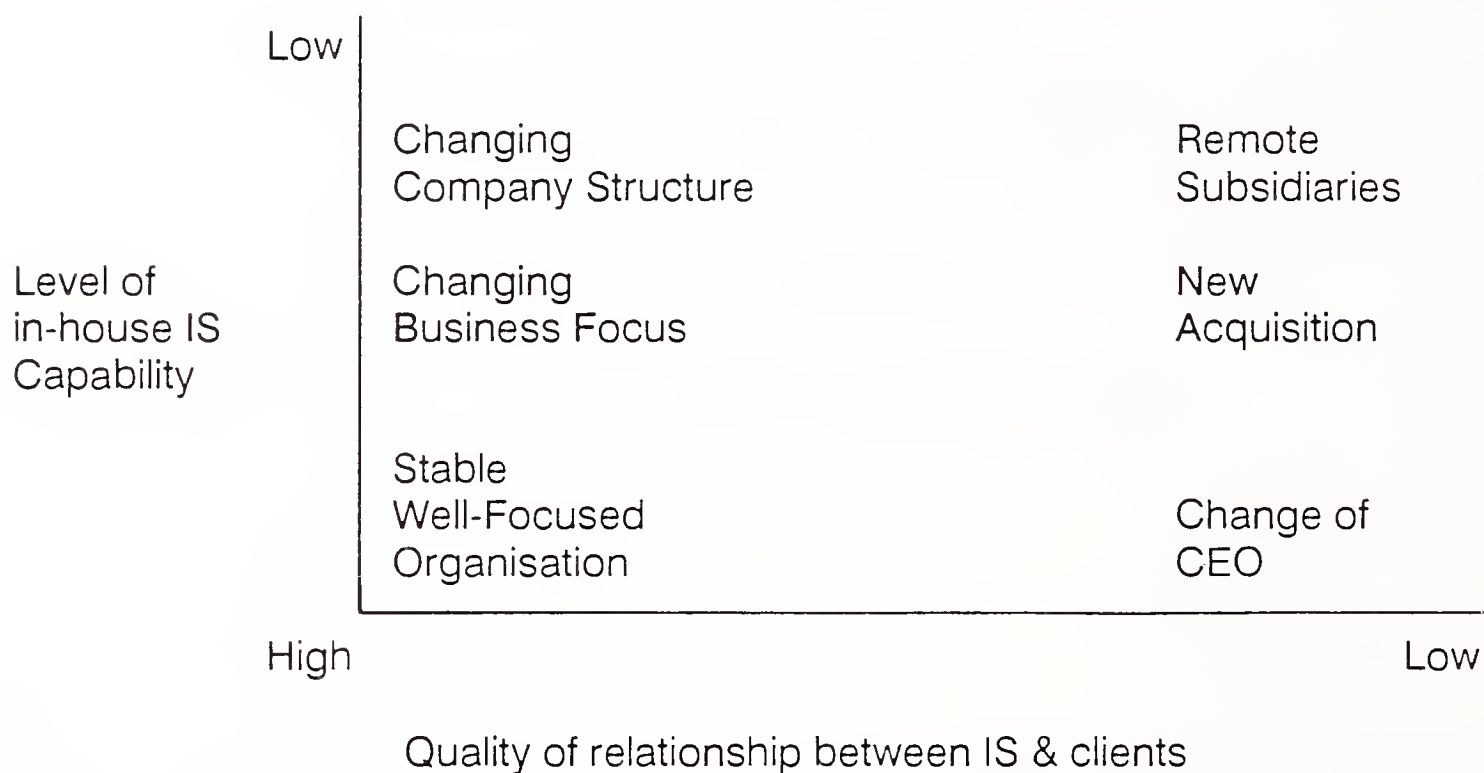 Low
Changing
Company Structure
Remote
Subsidiaries
Level of
in-house IS
Capability
Changing
Business Focus
New
Acquisition
Stable
Well-Focused
Organisation
Change of
CEO
High
Low
Quality of relationship between IS & clients